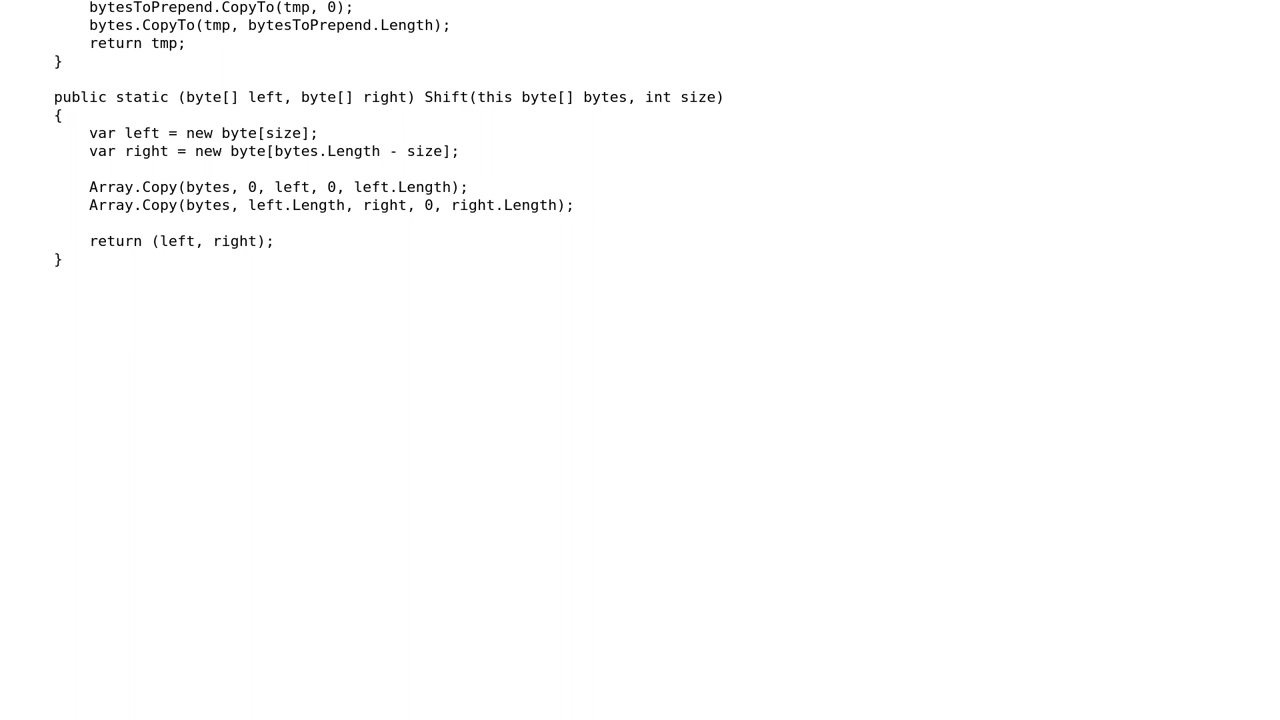 bytesToPrepend.CopyTo(tmp, 0);
bytes.CopyTo(tmp, bytesToPrepend.Length);
return tmp;
}
public static (byte[] left, byte[] right) Shift(this byte[] bytes, int size)
{
var left = new byte[size];
var right = new byte[bytes.Length - size];
Array.Copy(bytes, 0, left, 0, left.Length);
Array.Copy(bytes, left.Length, right, 0, right.Length);
return (left, right);
}